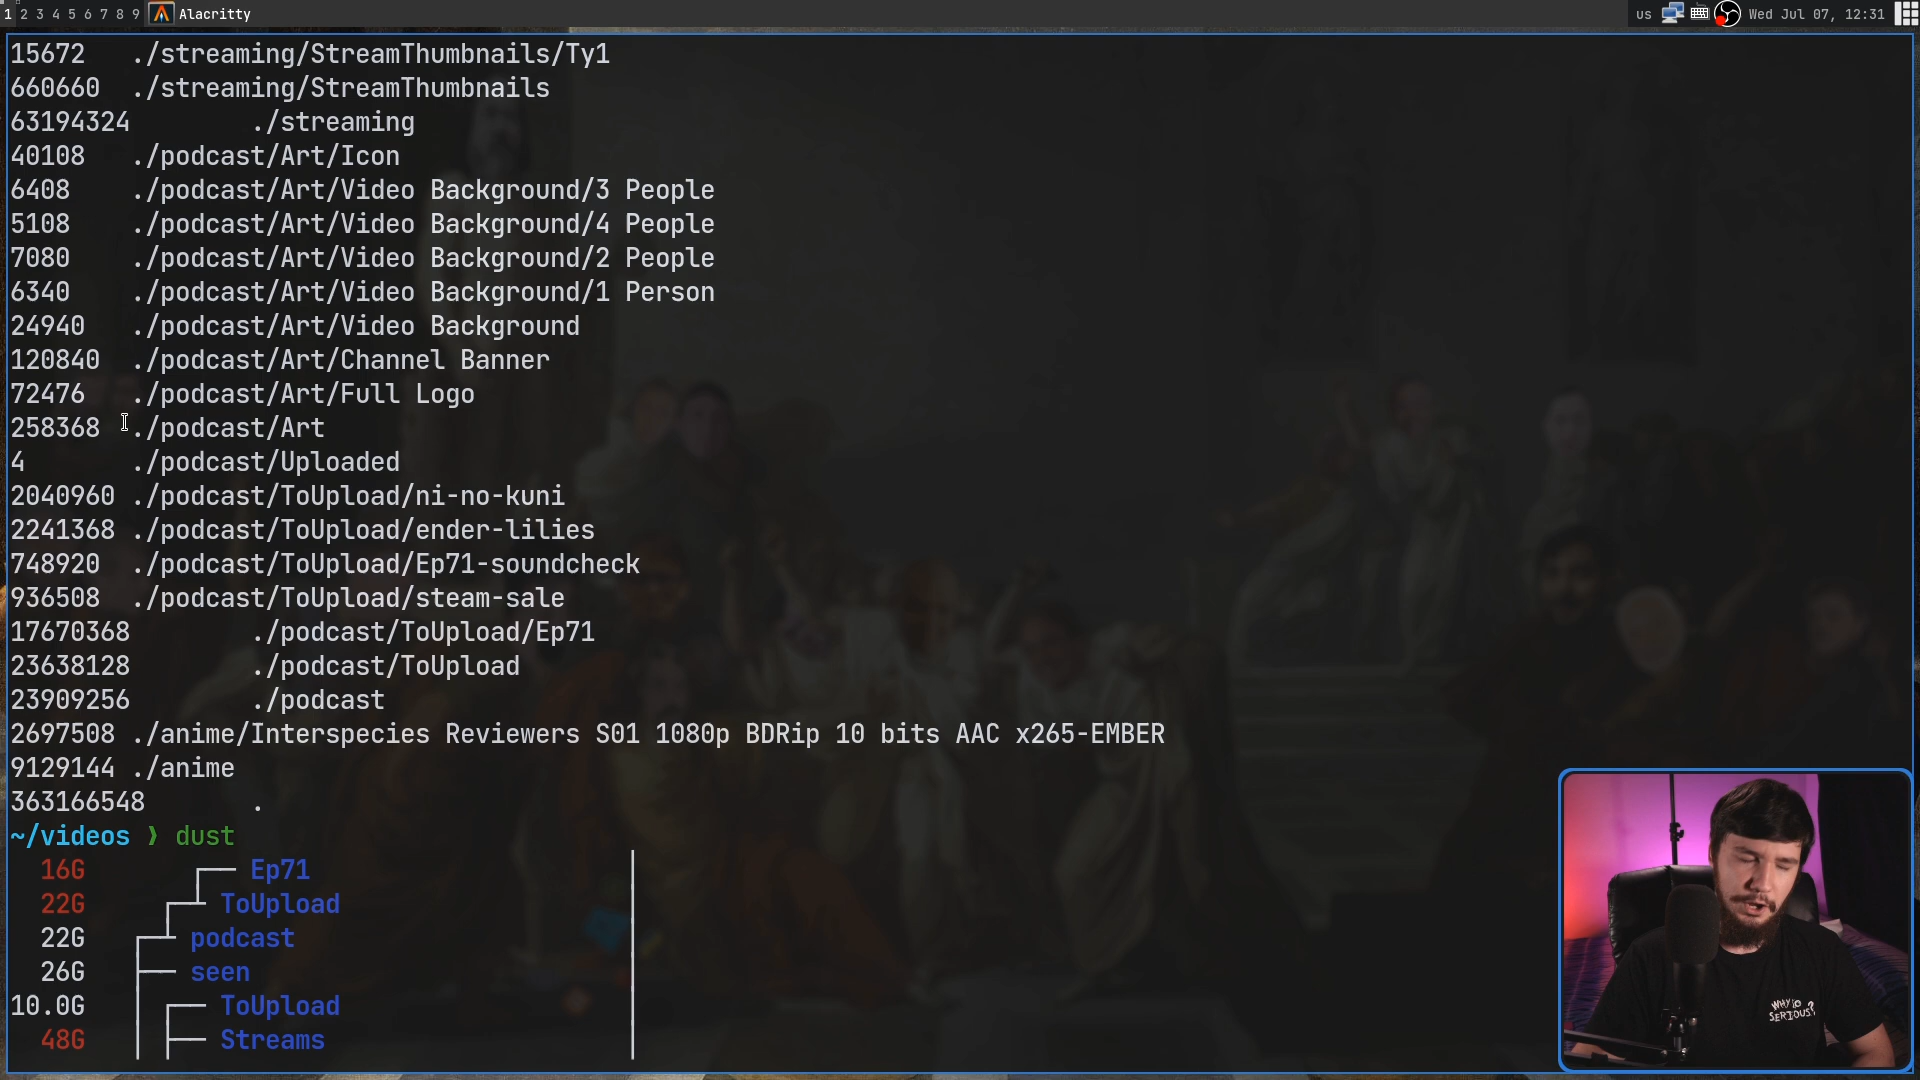 1 2 3 4 5 6 7 8 9 Alacritty us Wed Jul 07, 12:31
15672 ./streaming/StreamThumbnails/Ty1
660660 ./streaming/StreamThumbnails
63194324 ./streaming
40108 ./podcast/Art/Icon
6408 ./podcast/Art/Video Background/3 People
5108 ./podcast/Art/Video Background/4 People
7080 ./podcast/Art/Video Background/2 People
6340 ./podcast/Art/Video Background/1 Person
24940 ./podcast/Art/Video Background
120840 ./podcast/Art/Channel Banner
72476 ./podcast/Art/Full Logo
258368 ./podcast/Art
4 ./podcast/Uploaded
2040960 ./podcast/ToUpload/ni-no-kuni
2241368 ./podcast/ToUpload/ender-lilies
748920 ./podcast/ToUpload/Ep71-soundcheck
936508 ./podcast/ToUpload/steam-sale
17670368 ./podcast/ToUpload/Ep71
23638128 ./podcast/ToUpload
23909256 ./podcast
2697508 ./anime/Interspecies Reviewers S01 1080p BDRip 10 bits AAC x265-EMBER
9129144 ./anime
363166548 .
~/videos ❯ dust
16G ┌── Ep71
22G ┌─┴ ToUpload
22G ┌─┴ podcast
26G ├── seen
10.0G │ ┌── ToUpload
48G │ ├── Streams
WHY SO
SERIOUS?